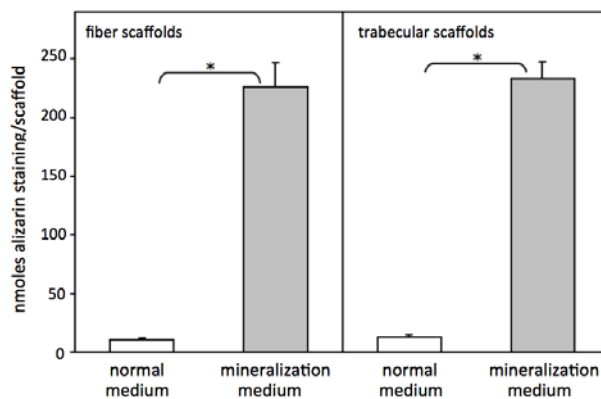 fiber scaffolds
trabecular scaffolds
*
*
nmoles alizarin staining/scaffold
250
200
150
100
50
0
normal
medium
mineralization
medium
normal
medium
mineralization
medium